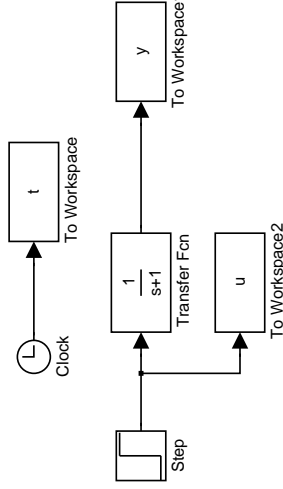 t
Clock
To Workspace
1
s+1
y
Step
Transfer Fcn
To Workspace
u
To Workspace2